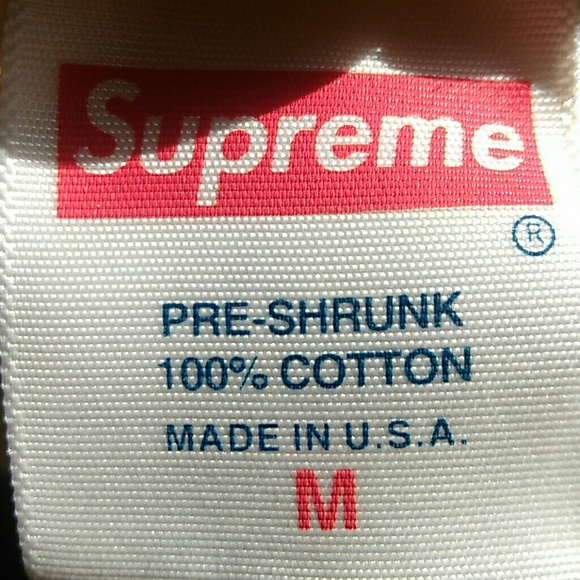 Supreme
®
PRE-SHRUNK
100% COTTON
MADE IN U.S.A.
M